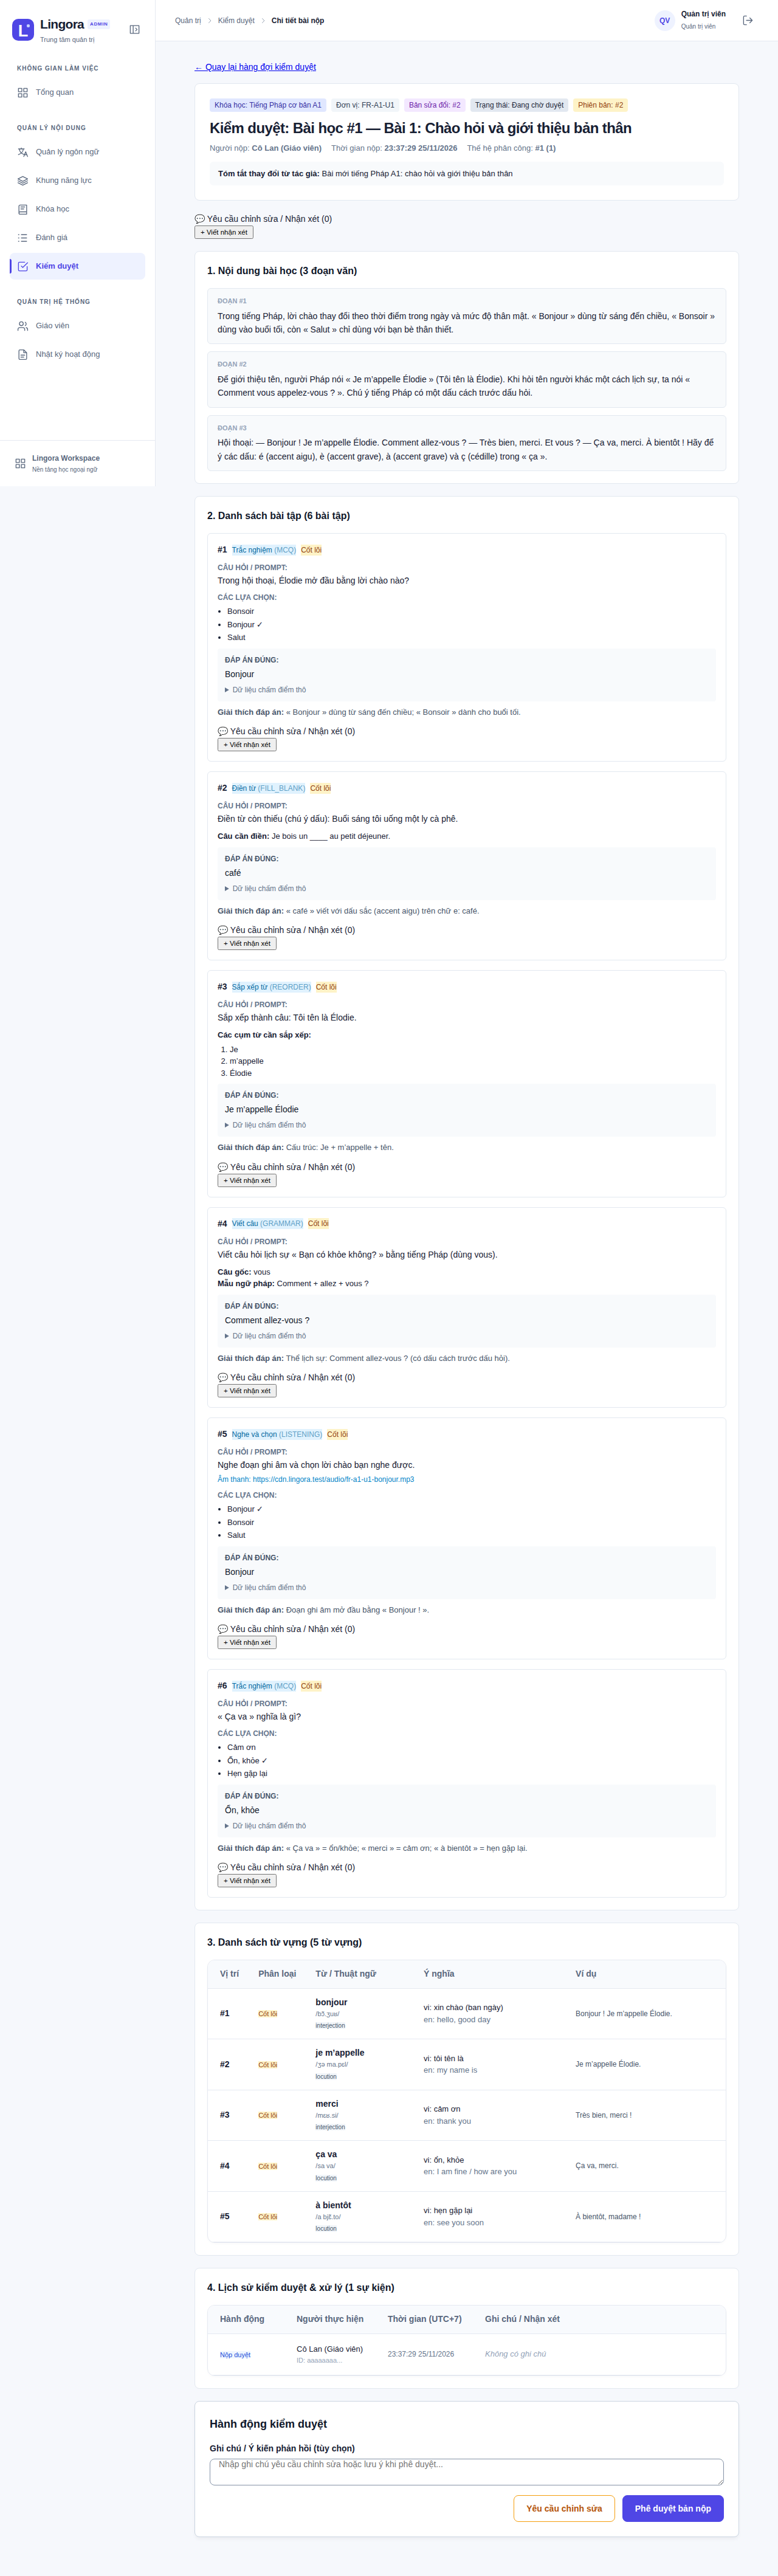 Lingora ADMIN
Trung tâm quản trị
KHÔNG GIAN LÀM VIỆC
Tổng quan
QUẢN LÝ NỘI DUNG
Quản lý ngôn ngữ
Khung năng lực
Khóa học
Đánh giá
Kiểm duyệt
QUẢN TRỊ HỆ THỐNG
Giáo viên
Nhật ký hoạt động
Lingora Workspace
Nền tảng học ngoại ngữ
Quản trị > Kiểm duyệt > Chi tiết bài nộp
QV
Quản trị viên
Quản trị viên
← Quay lại hàng đợi kiểm duyệt
Khóa học: Tiếng Pháp cơ bản A1 Đơn vị: FR-A1-U1 Bản sửa đổi: #2 Trạng thái: Đang chờ duyệt Phiên bản: #2
Kiểm duyệt: Bài học #1 — Bài 1: Chào hỏi và giới thiệu bản thân
Người nộp: Cô Lan (Giáo viên) Thời gian nộp: 23:37:29 25/11/2026 Thế hệ phân công: #1 (1)
Tóm tắt thay đổi từ tác giả: Bài mới tiếng Pháp A1: chào hỏi và giới thiệu bản thân
💬 Yêu cầu chỉnh sửa / Nhận xét (0)
+ Viết nhận xét
1. Nội dung bài học (3 đoạn văn)
ĐOẠN #1
Trong tiếng Pháp, lời chào thay đổi theo thời điểm trong ngày và mức độ thân mật. « Bonjour » dùng từ sáng đến chiều, « Bonsoir »
dùng vào buổi tối, còn « Salut » chỉ dùng với bạn bè thân thiết.
ĐOẠN #2
Để giới thiệu tên, người Pháp nói « Je m’appelle Élodie » (Tôi tên là Élodie). Khi hỏi tên người khác một cách lịch sự, ta nói «
Comment vous appelez-vous ? ». Chú ý tiếng Pháp có một dấu cách trước dấu hỏi.
ĐOẠN #3
Hội thoại: — Bonjour ! Je m’appelle Élodie. Comment allez-vous ? — Très bien, merci. Et vous ? — Ça va, merci. À bientôt ! Hãy để
ý các dấu: é (accent aigu), è (accent grave), à (accent grave) và ç (cédille) trong « ça ».
2. Danh sách bài tập (6 bài tập)
#1 Trắc nghiệm (MCQ) Cốt lõi
CÂU HỎI / PROMPT:
Trong hội thoại, Élodie mở đầu bằng lời chào nào?
CÁC LỰA CHỌN:
• Bonsoir
• Bonjour ✓
• Salut
ĐÁP ÁN ĐÚNG:
Bonjour
▶ Dữ liệu chấm điểm thô
Giải thích đáp án: « Bonjour » dùng từ sáng đến chiều; « Bonsoir » dành cho buổi tối.
💬 Yêu cầu chỉnh sửa / Nhận xét (0)
+ Viết nhận xét
#2 Điền từ (FILL_BLANK) Cốt lõi
CÂU HỎI / PROMPT:
Điền từ còn thiếu (chú ý dấu): Buổi sáng tôi uống một ly cà phê.
Câu cần điền: Je bois un ____ au petit déjeuner.
ĐÁP ÁN ĐÚNG:
café
▶ Dữ liệu chấm điểm thô
Giải thích đáp án: « café » viết với dấu sắc (accent aigu) trên chữ e: café.
💬 Yêu cầu chỉnh sửa / Nhận xét (0)
+ Viết nhận xét
#3 Sắp xếp từ (REORDER) Cốt lõi
CÂU HỎI / PROMPT:
Sắp xếp thành câu: Tôi tên là Élodie.
Các cụm từ cần sắp xếp:
1. Je
2. m’appelle
3. Élodie
ĐÁP ÁN ĐÚNG:
Je m’appelle Élodie
▶ Dữ liệu chấm điểm thô
Giải thích đáp án: Cấu trúc: Je + m’appelle + tên.
💬 Yêu cầu chỉnh sửa / Nhận xét (0)
+ Viết nhận xét
#4 Viết câu (GRAMMAR) Cốt lõi
CÂU HỎI / PROMPT:
Viết câu hỏi lịch sự « Bạn có khỏe không? » bằng tiếng Pháp (dùng vous).
Câu gốc: vous
Mẫu ngữ pháp: Comment + allez + vous ?
ĐÁP ÁN ĐÚNG:
Comment allez-vous ?
▶ Dữ liệu chấm điểm thô
Giải thích đáp án: Thể lịch sự: Comment allez-vous ? (có dấu cách trước dấu hỏi).
💬 Yêu cầu chỉnh sửa / Nhận xét (0)
+ Viết nhận xét
#5 Nghe và chọn (LISTENING) Cốt lõi
CÂU HỎI / PROMPT:
Nghe đoạn ghi âm và chọn lời chào bạn nghe được.
Âm thanh: https://cdn.lingora.test/audio/fr-a1-u1-bonjour.mp3
CÁC LỰA CHỌN:
• Bonjour ✓
• Bonsoir
• Salut
ĐÁP ÁN ĐÚNG:
Bonjour
▶ Dữ liệu chấm điểm thô
Giải thích đáp án: Đoạn ghi âm mở đầu bằng « Bonjour ! ».
💬 Yêu cầu chỉnh sửa / Nhận xét (0)
+ Viết nhận xét
#6 Trắc nghiệm (MCQ) Cốt lõi
CÂU HỎI / PROMPT:
« Ça va » nghĩa là gì?
CÁC LỰA CHỌN:
• Cảm ơn
• Ổn, khỏe ✓
• Hẹn gặp lại
ĐÁP ÁN ĐÚNG:
Ổn, khỏe
▶ Dữ liệu chấm điểm thô
Giải thích đáp án: « Ça va » = ổn/khỏe; « merci » = cảm ơn; « à bientôt » = hẹn gặp lại.
💬 Yêu cầu chỉnh sửa / Nhận xét (0)
+ Viết nhận xét
3. Danh sách từ vựng (5 từ vựng)
Vị trí Phân loại Từ / Thuật ngữ Ý nghĩa Ví dụ
#1 Cốt lõi bonjour
/bɔ̃.ʒuʁ/
interjection
vi: xin chào (ban ngày)
en: hello, good day
Bonjour ! Je m’appelle Élodie.
#2 Cốt lõi je m’appelle
/ʒə ma.pɛl/
locution
vi: tôi tên là
en: my name is
Je m’appelle Élodie.
#3 Cốt lõi merci
/mɛʁ.si/
interjection
vi: cảm ơn
en: thank you
Très bien, merci !
#4 Cốt lõi ça va
/sa va/
locution
vi: ổn, khỏe
en: I am fine / how are you
Ça va, merci.
#5 Cốt lõi à bientôt
/a bjɛ̃.to/
locution
vi: hẹn gặp lại
en: see you soon
À bientôt, madame !
4. Lịch sử kiểm duyệt & xử lý (1 sự kiện)
Hành động Người thực hiện Thời gian (UTC+7) Ghi chú / Nhận xét
Nộp duyệt Cô Lan (Giáo viên)
ID: aaaaaaaa...
23:37:29 25/11/2026 Không có ghi chú
Hành động kiểm duyệt
Ghi chú / Ý kiến phản hồi (tùy chọn)
Nhập ghi chú yêu cầu chỉnh sửa hoặc lưu ý khi phê duyệt...
Yêu cầu chỉnh sửa Phê duyệt bản nộp